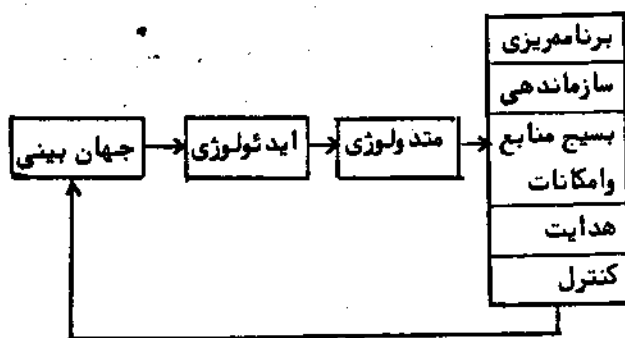 برنامه‌ریزی
سازماندهی
جهان بینی
ایدئولوژی
متدولوژی
بسیج منابع
وامکانات
هدایت
کنترل